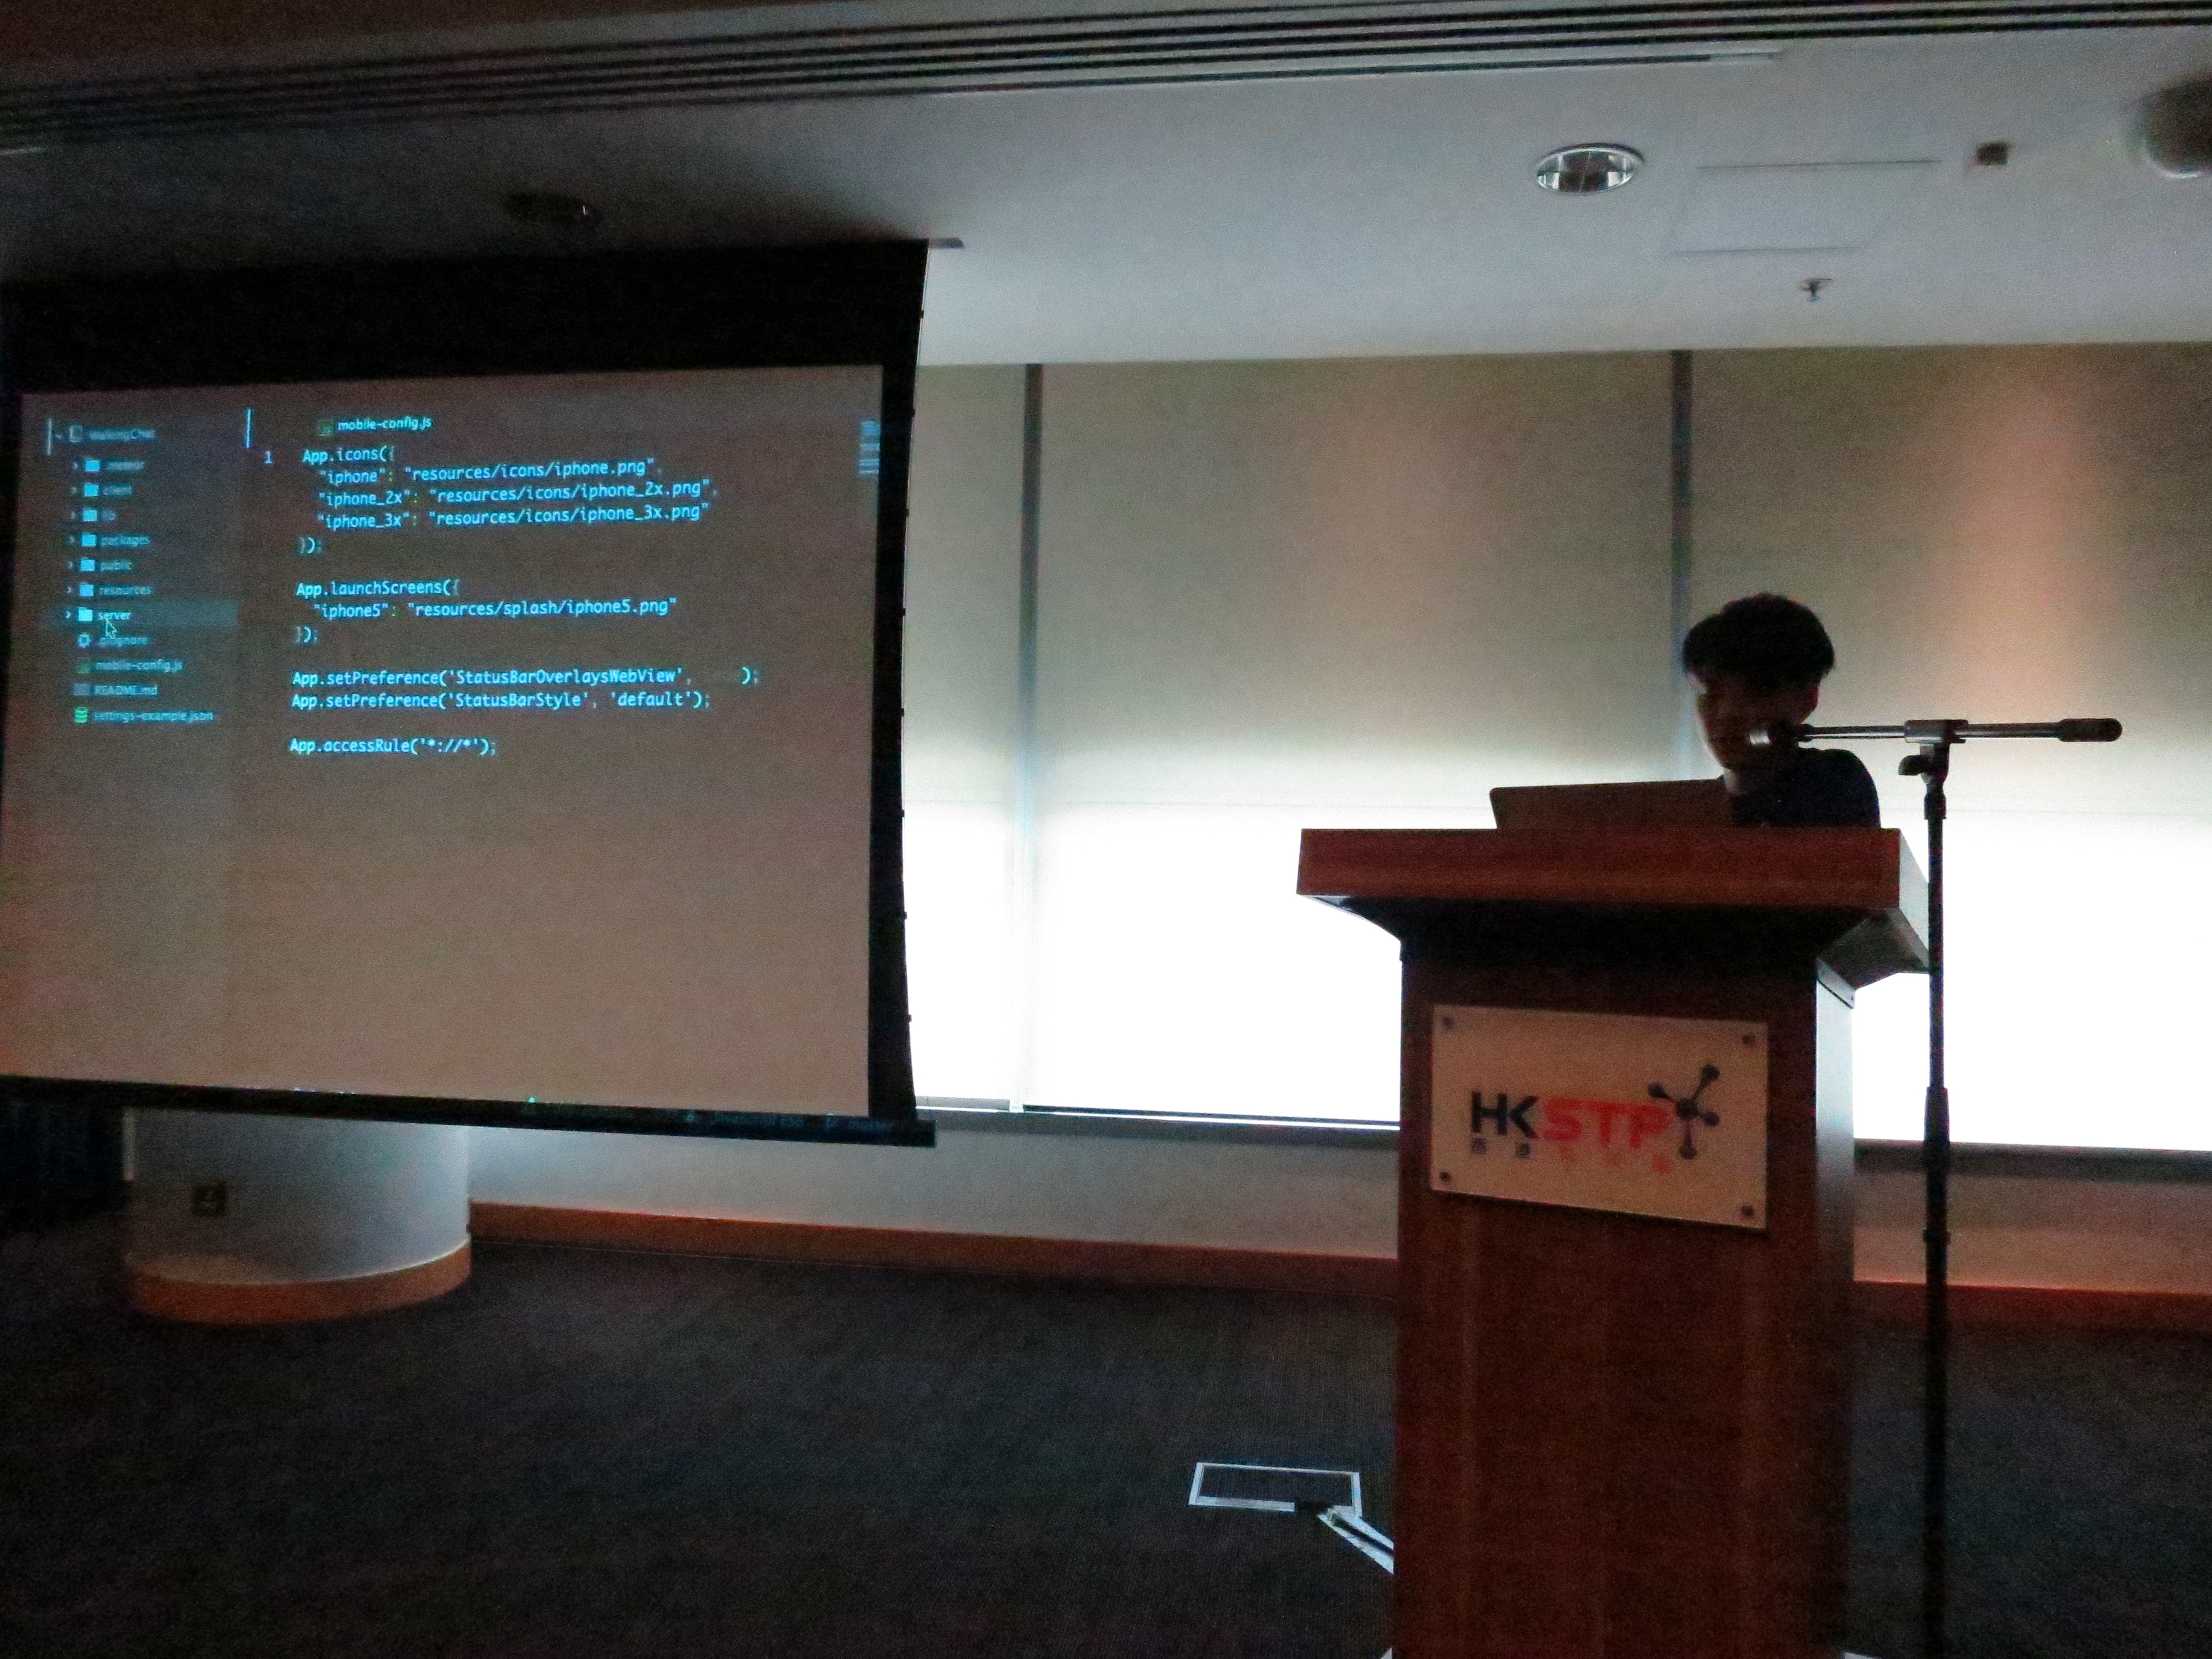 WalkingChat
.meteor
client
lib
packages
public
resources
server
.gitignore
mobile-config.js
README.md
settings-example.json
mobile-config.js
1 App.icons({
"iphone": "resources/icons/iphone.png",
"iphone_2x": "resources/icons/iphone_2x.png",
"iphone_3x": "resources/icons/iphone_3x.png"
});
App.launchScreens({
"iphone5": "resources/splash/iphone5.png"
});
App.setPreference('StatusBarOverlaysWebView', );
App.setPreference('StatusBarStyle', 'default');
App.accessRule('*://*');
master
HKSTP